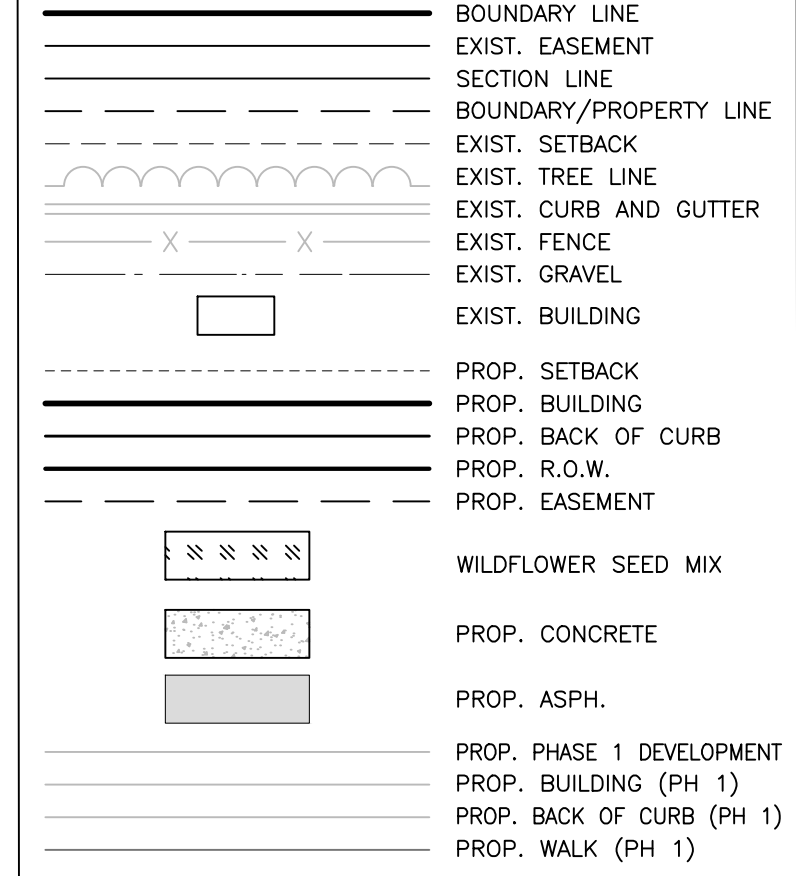 BOUNDARY LINE
EXIST. EASEMENT
SECTION LINE
BOUNDARY/PROPERTY LINE
EXIST. SETBACK
EXIST. TREE LINE
EXIST. CURB AND GUTTER
X X EXIST. FENCE
EXIST. GRAVEL
EXIST. BUILDING
PROP. SETBACK
PROP. BUILDING
PROP. BACK OF CURB
PROP. R.O.W.
PROP. EASEMENT
WILDFLOWER SEED MIX
PROP. CONCRETE
PROP. ASPH.
PROP. PHASE 1 DEVELOPMENT
PROP. BUILDING (PH 1)
PROP. BACK OF CURB (PH 1)
PROP. WALK (PH 1)